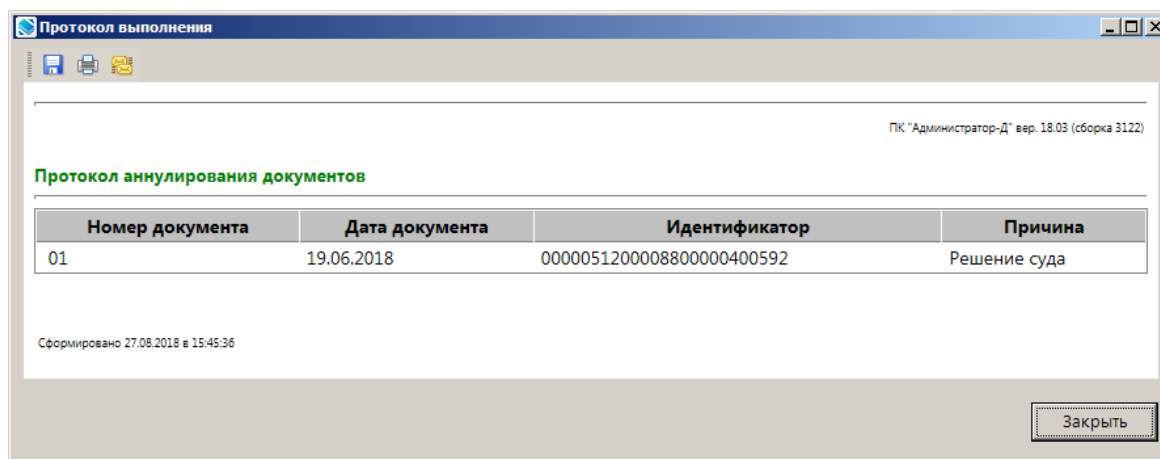 Протокол выполнения
ПК "Администратор-Д" вер. 18.03 (сборка 3122)
Протокол аннулирования документов
Номер документа Дата документа Идентификатор Причина
01 19.06.2018 0000051200008800000400592 Решение суда
Сформировано 27.08.2018 в 15:45:36
Закрыть